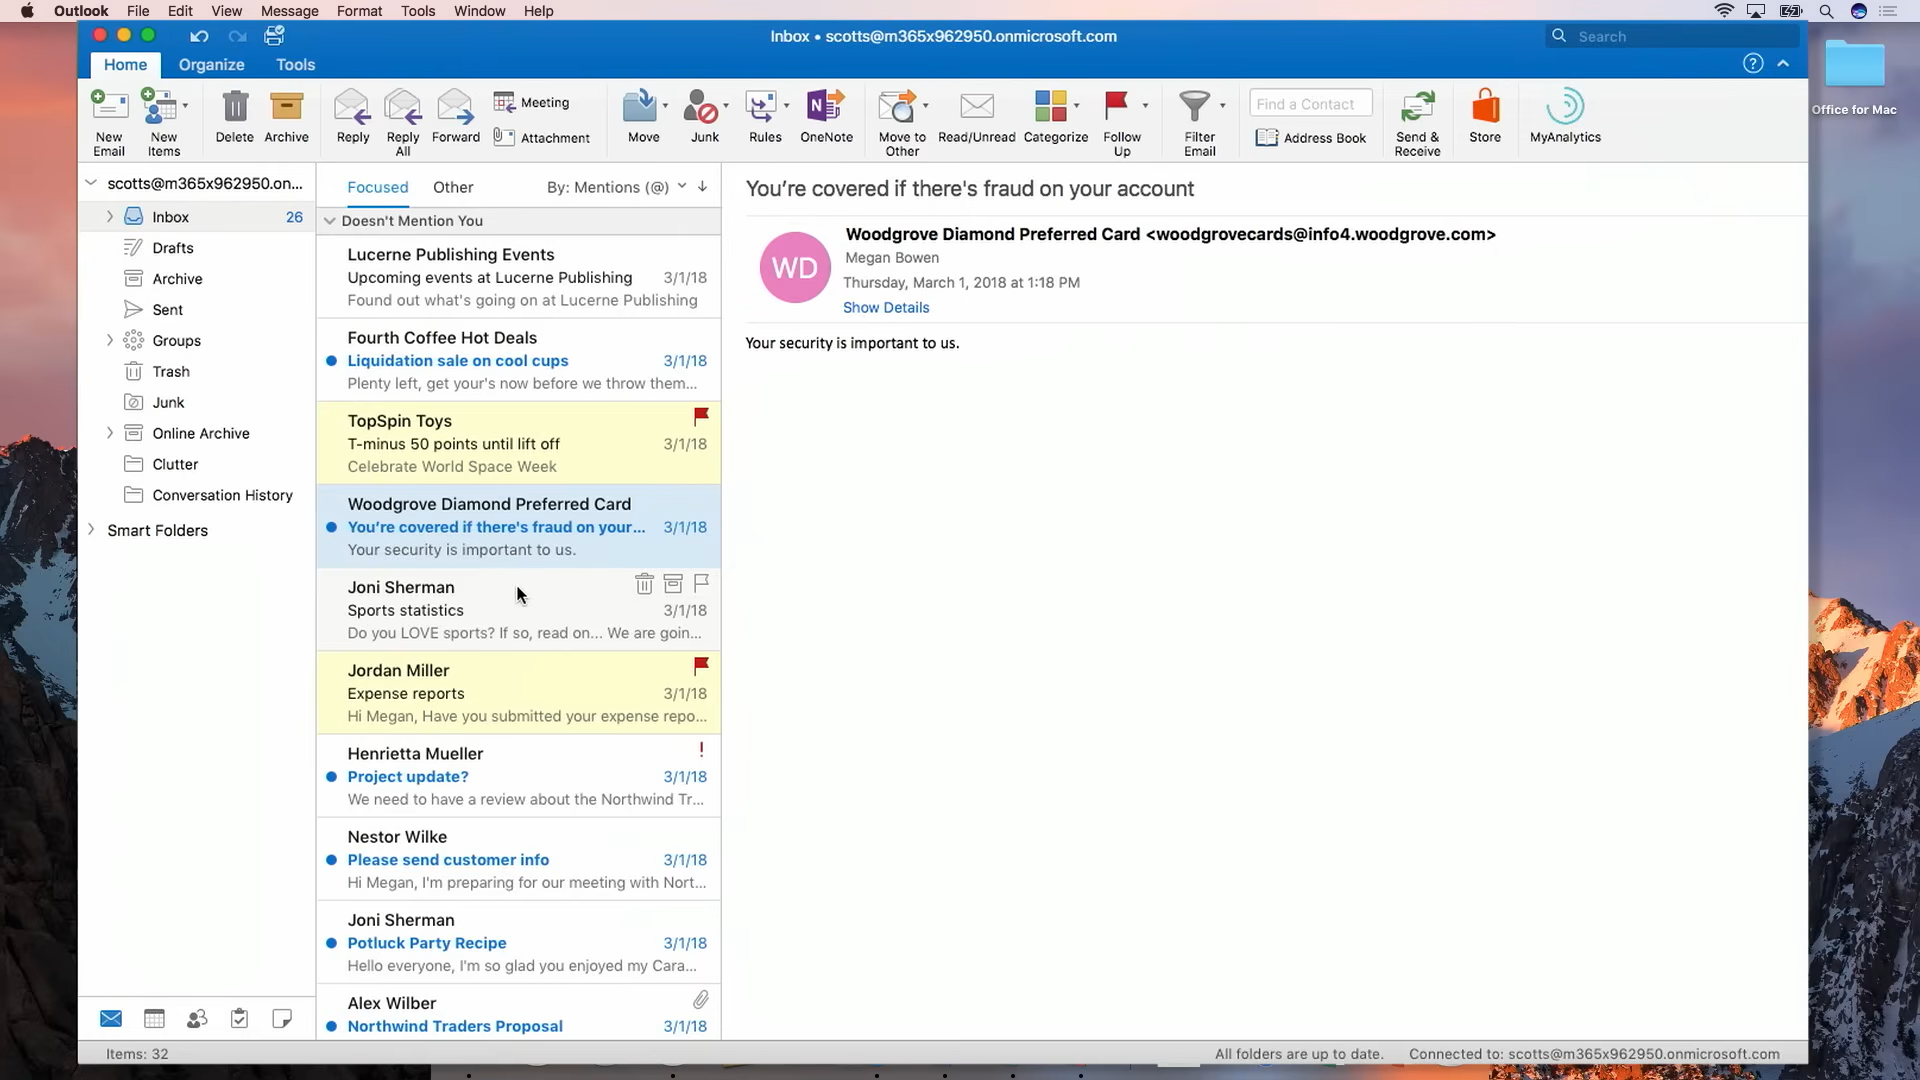 Outlook File Edit View Message Format Tools Window Help
Inbox • scotts@m365x962950.onmicrosoft.com
Search
Home Organize Tools
New Email
New Items
Delete
Archive
Reply
Reply All
Forward
Meeting
Attachment
Move
Junk
Rules
OneNote
Move to Other
Read/Unread
Categorize
Follow Up
Filter Email
Find a Contact
Address Book
Send & Receive
Store
MyAnalytics
Office for Mac
scotts@m365x962950.on...
Inbox 26
Drafts
Archive
Sent
Groups
Trash
Junk
Online Archive
Clutter
Conversation History
Smart Folders
Focused Other By: Mentions (@)
Doesn't Mention You
Lucerne Publishing Events
Upcoming events at Lucerne Publishing 3/1/18
Found out what's going on at Lucerne Publishing
Fourth Coffee Hot Deals
Liquidation sale on cool cups 3/1/18
Plenty left, get your's now before we throw them...
TopSpin Toys
T-minus 50 points until lift off 3/1/18
Celebrate World Space Week
Woodgrove Diamond Preferred Card
You're covered if there's fraud on your... 3/1/18
Your security is important to us.
Joni Sherman
Sports statistics 3/1/18
Do you LOVE sports? If so, read on... We are goin...
Jordan Miller
Expense reports 3/1/18
Hi Megan, Have you submitted your expense repo...
Henrietta Mueller !
Project update? 3/1/18
We need to have a review about the Northwind Tr...
Nestor Wilke
Please send customer info 3/1/18
Hi Megan, I'm preparing for our meeting with Nort...
Joni Sherman
Potluck Party Recipe 3/1/18
Hello everyone, I'm so glad you enjoyed my Cara...
Alex Wilber
Northwind Traders Proposal 3/1/18
You're covered if there's fraud on your account
WD
Woodgrove Diamond Preferred Card <woodgrovecards@info4.woodgrove.com>
Megan Bowen
Thursday, March 1, 2018 at 1:18 PM
Show Details
Your security is important to us.
Items: 32
All folders are up to date. Connected to: scotts@m365x962950.onmicrosoft.com